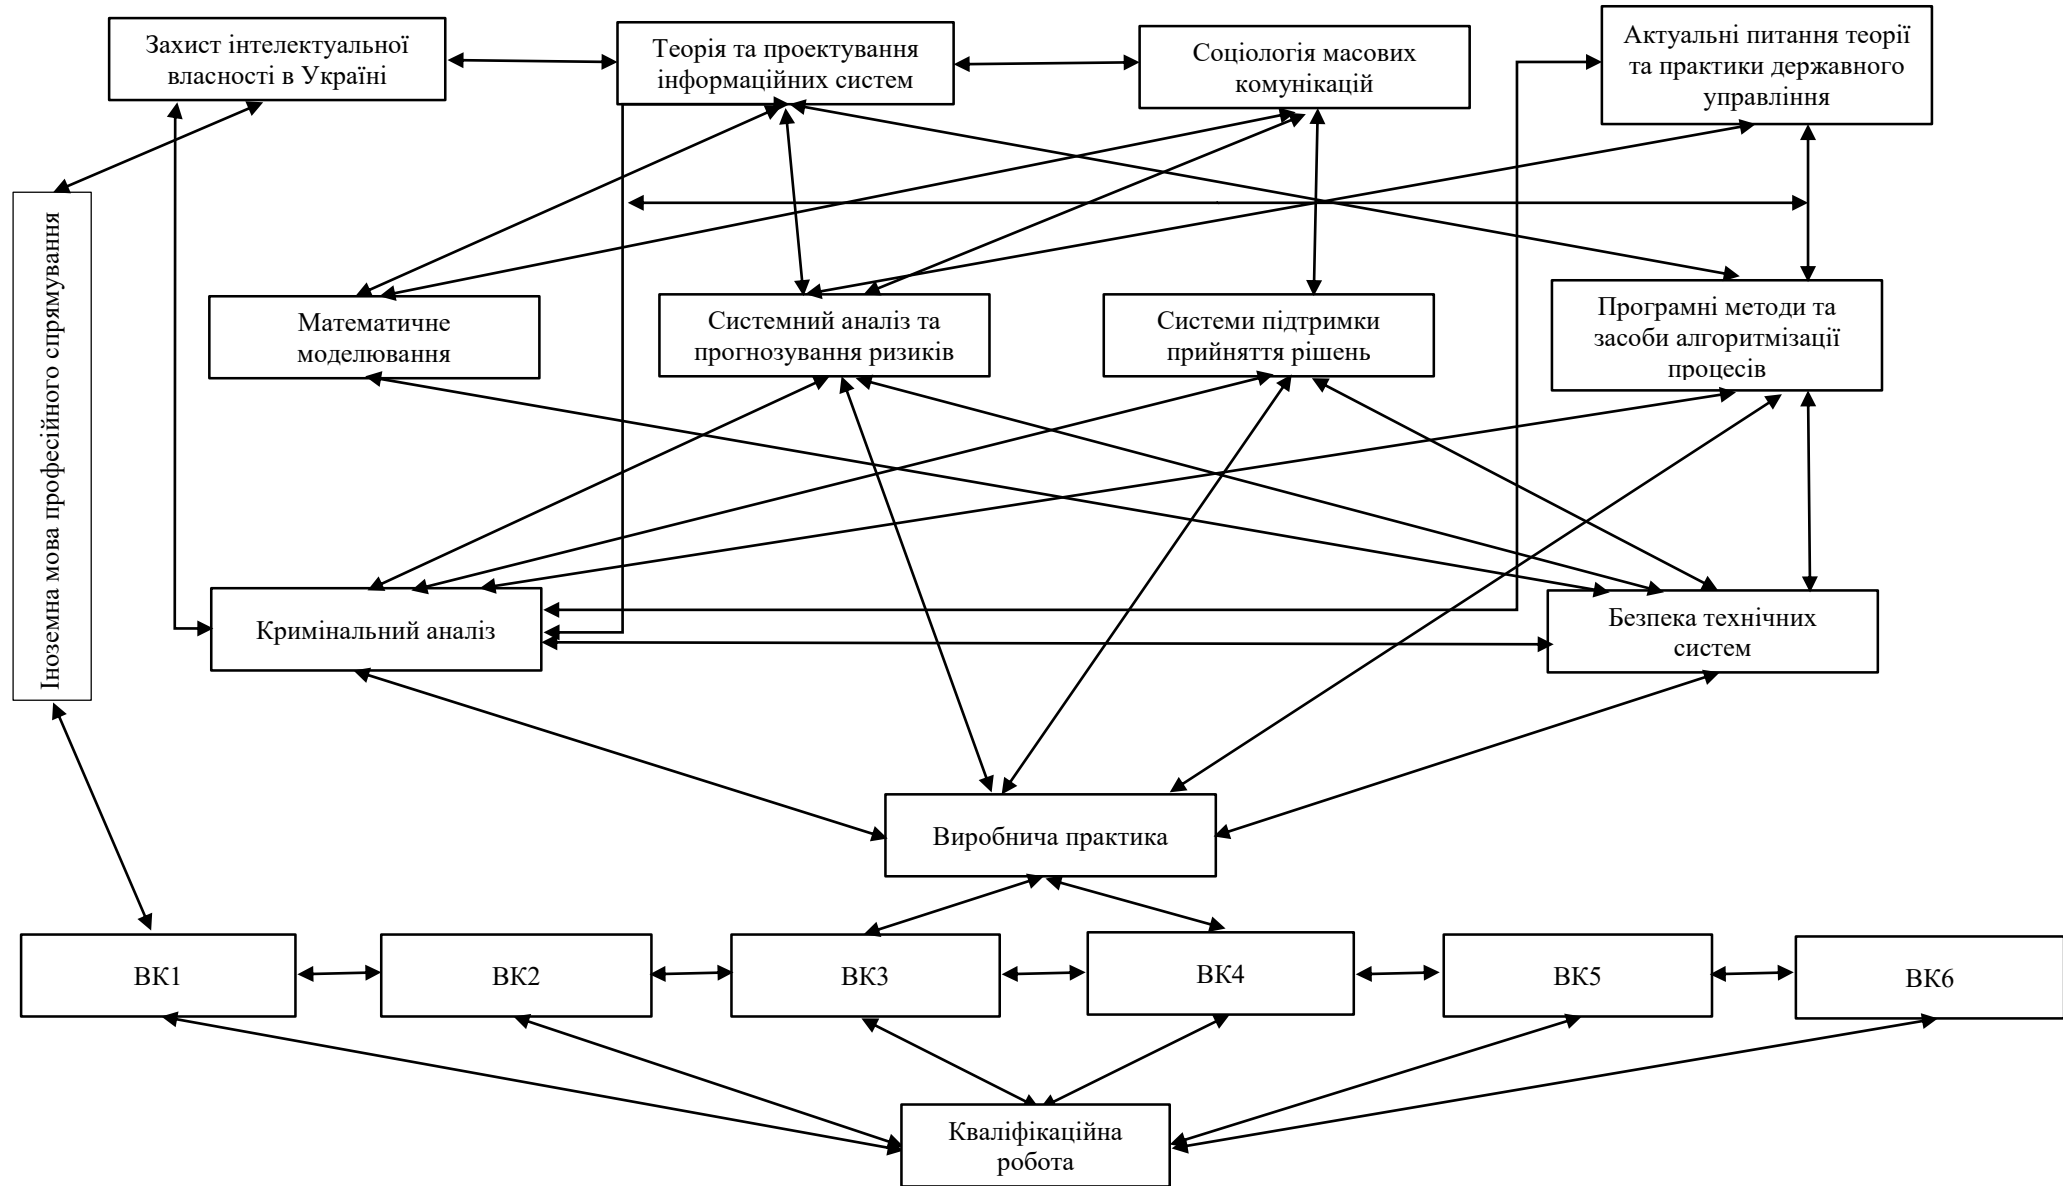 Захист інтелектуальної
власності в Україні
Теорія та проектування
інформаційних систем
Соціологія масових
комунікацій
Актуальні питання теорії
та практики державного
управління
Іноземна мова професійного спрямування
Математичне
моделювання
Системний аналіз та
прогнозування ризиків
Системи підтримки
прийняття рішень
Програмні методи та
засоби алгоритмізації
процесів
Кримінальний аналіз
Безпека технічних
систем
Виробнича практика
ВК1
ВК2
ВК3
ВК4
ВК5
ВК6
Кваліфікаційна
робота